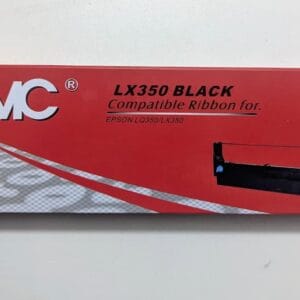 MC ®
LX350 BLACK
Compatible Ribbon for.
EPSON LQ350/LX350